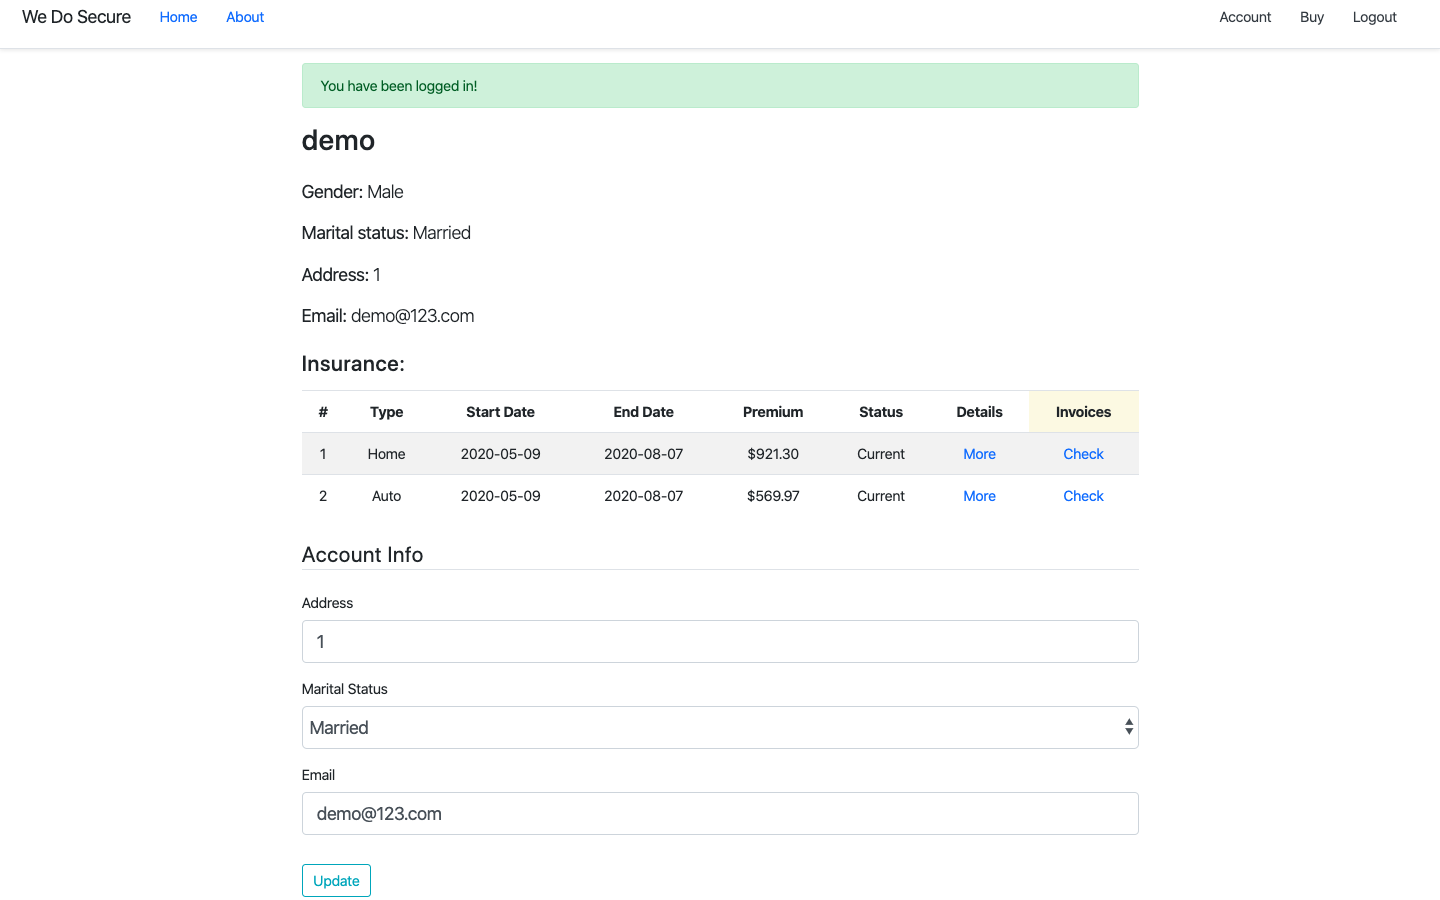 We Do Secure Home About Account Buy Logout
You have been logged in!
demo
Gender: Male
Marital status: Married
Address: 1
Email: demo@123.com
Insurance:
# Type Start Date End Date Premium Status Details Invoices
1 Home 2020-05-09 2020-08-07 $921.30 Current More Check
2 Auto 2020-05-09 2020-08-07 $569.97 Current More Check
Account Info
Address
1
Marital Status
Married
Email
demo@123.com
Update